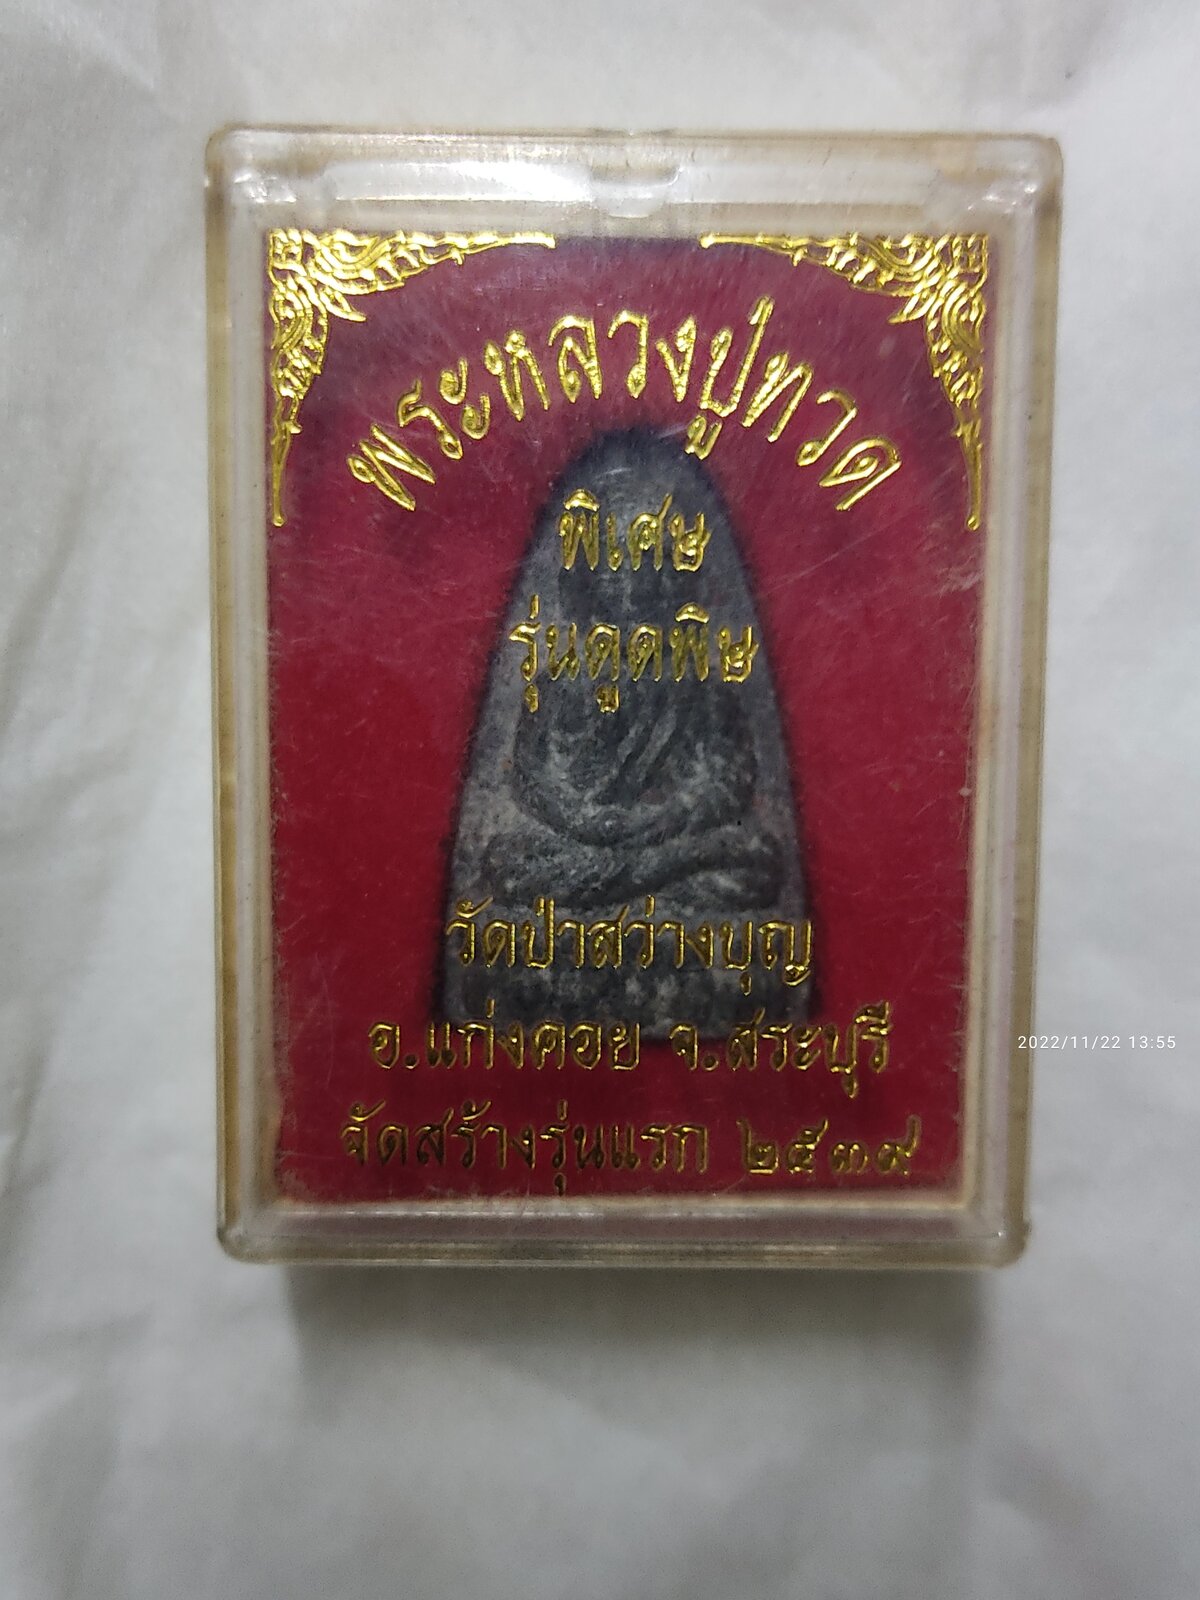 พระหลวงปู่ทวด
พิเศษ
รุ่นดูดพิษ
วัดป่าสว่างบุญ
อ.แก่งคอย จ.สระบุรี
จัดสร้างรุ่นแรก ๒๕๓๙
2022/11/22 13:55